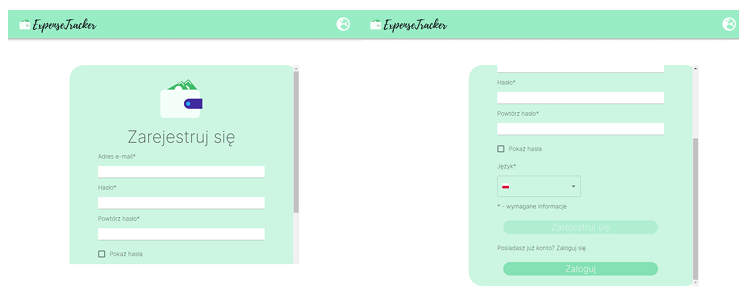 ExpenseTracker
Zarejestruj się
Adres e-mail*
Hasło*
Powtórz hasło*
Pokaż hasła
ExpenseTracker
Hasło*
Powtórz hasło*
Pokaż hasła
Język*
* - wymagane informacje
Zarejestruj się
Posiadasz już konto? Zaloguj się
Zaloguj